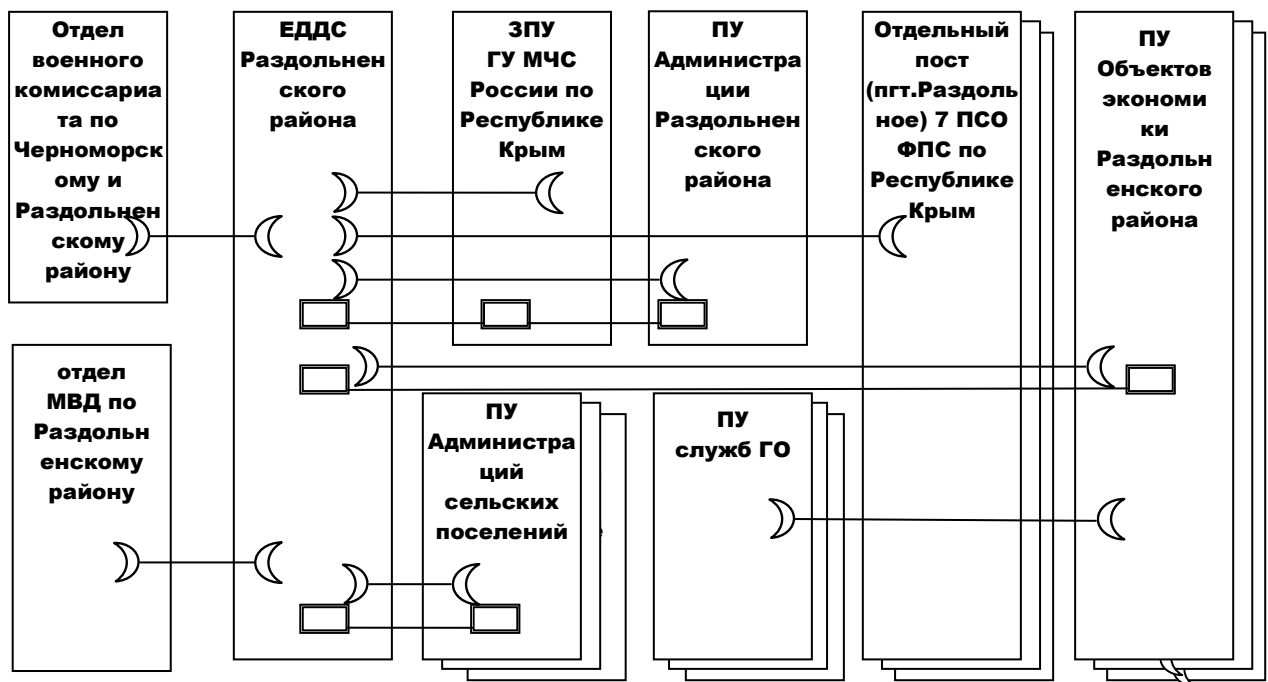 Отдел
военного
комиссариа
та по
Черноморск
ому и
Раздольнен
скому
району
ЕДДС
Раздольнен
ского
района
ЗПУ
ГУ МЧС
России по
Республике
Крым
ПУ
Администра
ции
Раздольнен
ского
района
Отдельный
пост
(пгт.Раздоль
ное) 7 ПСО
ФПС по
Республике
Крым
ПУ
Объектов
экономи
ки
Раздольн
енского
района
отдел
МВД по
Раздольн
енскому
району
ПУ
Администра
ций
сельских
поселений
ПУ
служб ГО